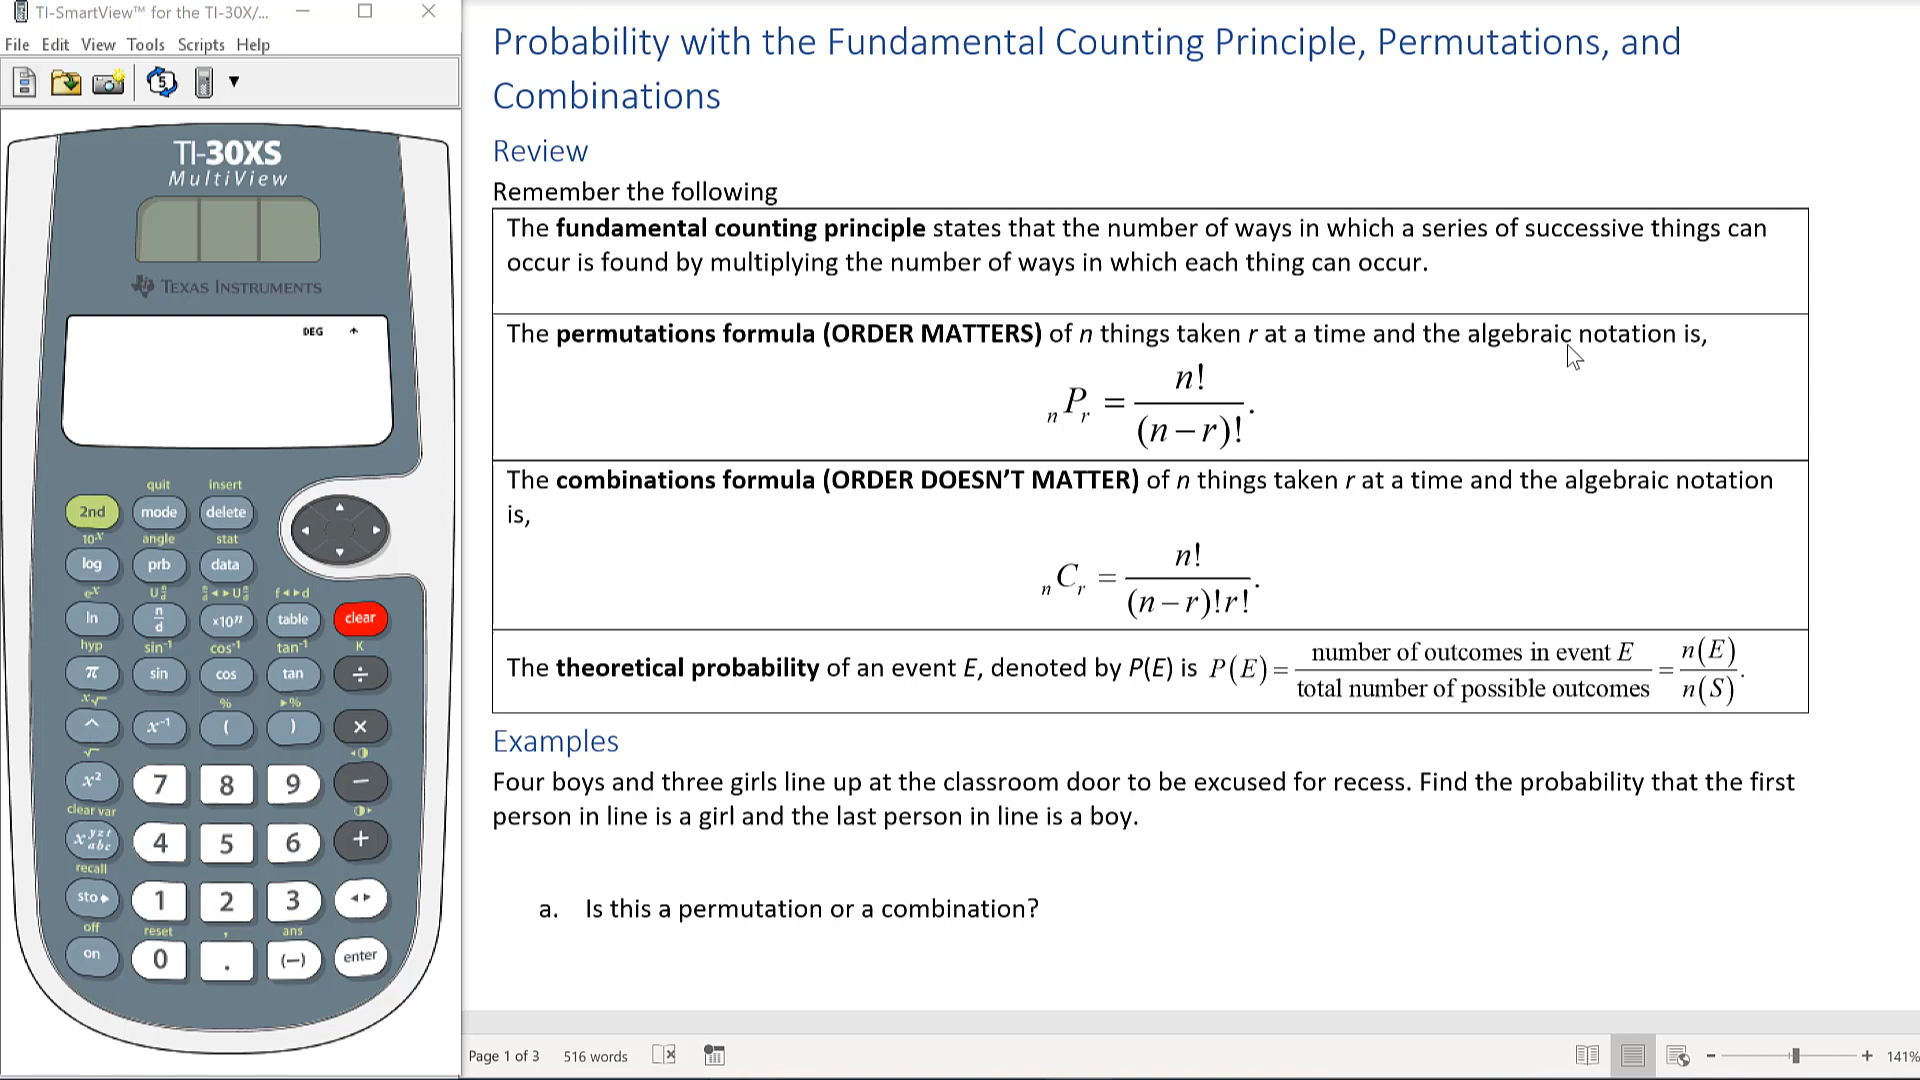 TI-SmartView™ for the TI-30X/...
File Edit View Tools Scripts Help
TI-30XS
MultiView
TEXAS INSTRUMENTS
DEG
quit insert
2nd mode delete
10ˣ angle stat
log prb data
eˣ U n/d n/d ◄►U n/d f◄►d
ln n/d ×10ⁿ table clear
hyp sin⁻¹ cos⁻¹ tan⁻¹ K
π sin cos tan ÷
ˣ√ % ►%
^ x⁻¹ ( ) ×
√
x² 7 8 9 −
clear var
x yzt abc 4 5 6 +
recall
sto► 1 2 3 ◄►
off reset , ans
on 0 . (−) enter
Probability with the Fundamental Counting Principle, Permutations, and
Combinations
Review
Remember the following
The fundamental counting principle states that the number of ways in which a series of successive things can
occur is found by multiplying the number of ways in which each thing can occur.
The permutations formula (ORDER MATTERS) of n things taken r at a time and the algebraic notation is,
nPr = n! / (n − r)!.
The combinations formula (ORDER DOESN'T MATTER) of n things taken r at a time and the algebraic notation
is,
nCr = n! / (n − r)!r!.
The theoretical probability of an event E, denoted by P(E) is P(E) = number of outcomes in event E / total number of possible outcomes = n(E) / n(S).
Examples
Four boys and three girls line up at the classroom door to be excused for recess. Find the probability that the first
person in line is a girl and the last person in line is a boy.
a. Is this a permutation or a combination?
Page 1 of 3 516 words 141%